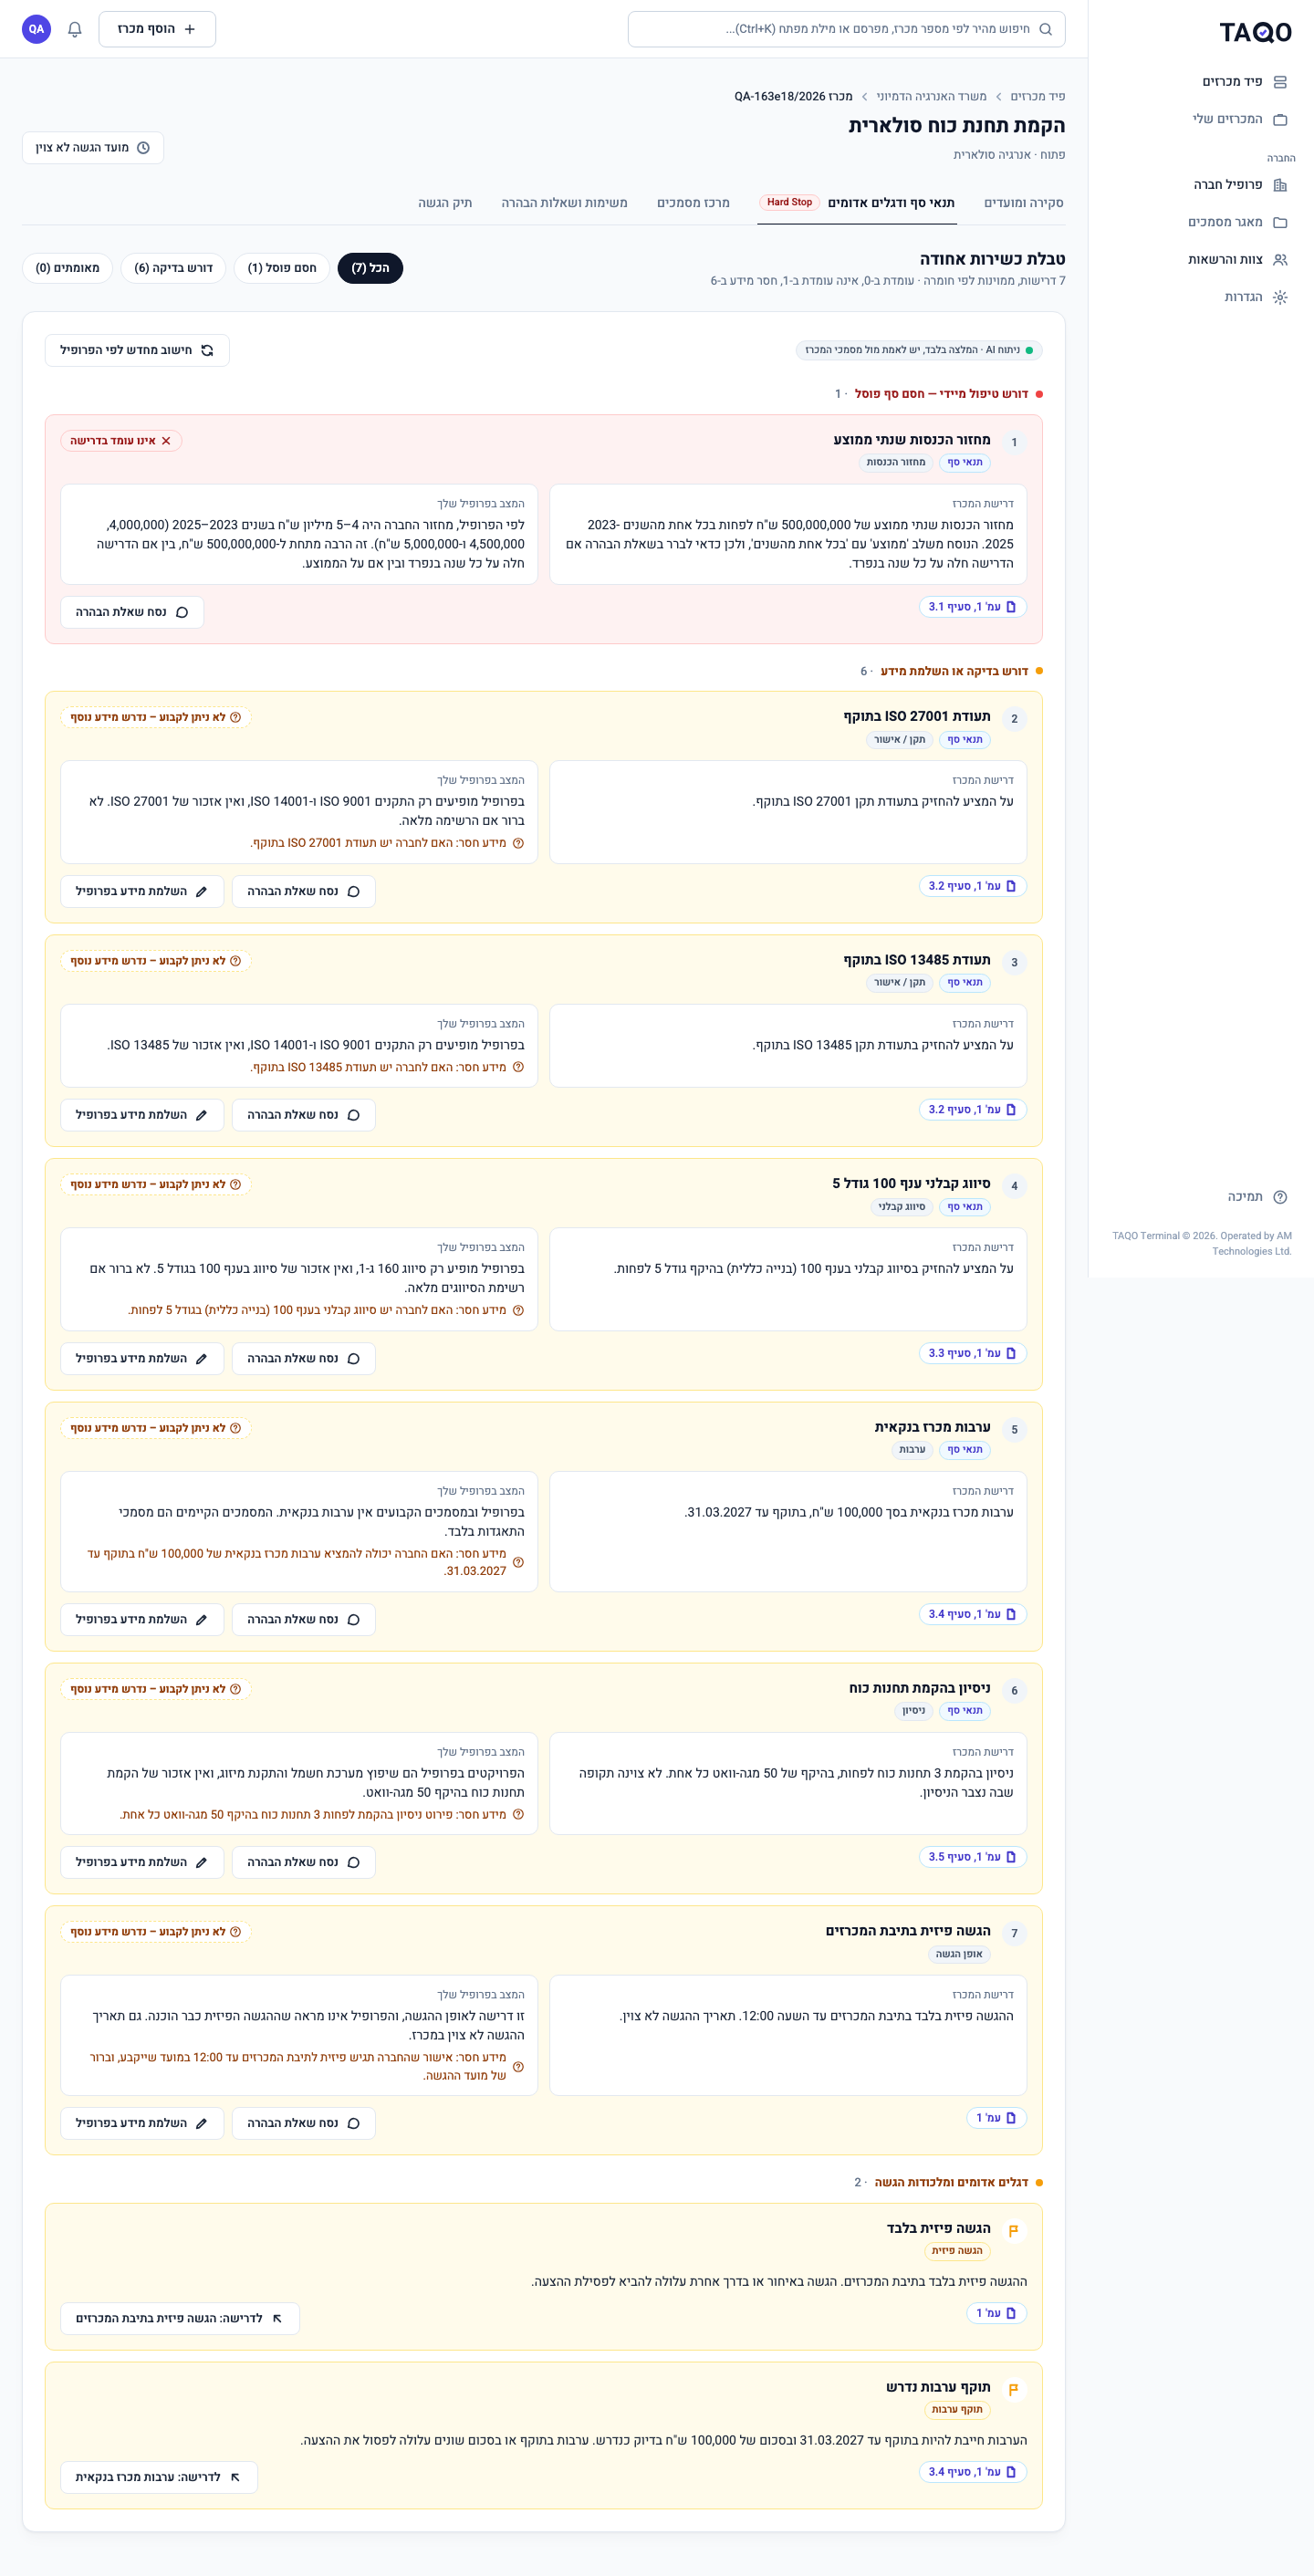 TAQO
פיד מכרזים
המכרזים שלי
החברה
פרופיל חברה
מאגר מסמכים
צוות והרשאות
הגדרות
תמיכה
TAQO Terminal © 2026. Operated by AM
Technologies Ltd.
חיפוש מהיר לפי מספר מכרז, מפרסם או מילת מפתח (Ctrl+K)...
הוסף מכרז
QA
פיד מכרזים
משרד האנרגיה הדמיוני
מכרז QA-163e18/2026
הקמת תחנת כוח סולארית
פתוח · אנרגיה סולארית
מועד הגשה לא צוין
סקירה ומועדים
תנאי סף ודגלים אדומים
Hard Stop
מרכז מסמכים
משימות ושאלות הבהרה
תיק הגשה
טבלת כשירות אחודה
7 דרישות, ממוינות לפי חומרה · עומדת ב-0, אינה עומדת ב-1, חסר מידע ב-6
הכל (7)
חסם פוסל (1)
דורש בדיקה (6)
מאומתים (0)
ניתוח AI · המלצה בלבד, יש לאמת מול מסמכי המכרז
חישוב מחדש לפי הפרופיל
דורש טיפול מיידי — חסם סף פוסל · 1
1
מחזור הכנסות שנתי ממוצע
תנאי סף
מחזור הכנסות
אינו עומד בדרישה
דרישת המכרז
מחזור הכנסות שנתי ממוצע של 500,000,000 ש"ח לפחות בכל אחת מהשנים 2023-
2025. הנוסח משלב 'ממוצע' עם 'בכל אחת מהשנים', ולכן כדאי לברר בשאלת הבהרה אם
הדרישה חלה על כל שנה בנפרד.
המצב בפרופיל שלך
לפי הפרופיל, מחזור החברה היה 4–5 מיליון ש"ח בשנים 2023–2025 (4,000,000,
4,500,000 ו-5,000,000 ש"ח). זה הרבה מתחת ל-500,000,000 ש"ח, בין אם הדרישה
חלה על כל שנה בנפרד ובין אם על הממוצע.
עמ' 1, סעיף 3.1
נסח שאלת הבהרה
דורש בדיקה או השלמת מידע · 6
2
תעודת ISO 27001 בתוקף
תנאי סף
תקן / אישור
לא ניתן לקבוע – נדרש מידע נוסף
דרישת המכרז
על המציע להחזיק בתעודת תקן ISO 27001 בתוקף.
המצב בפרופיל שלך
בפרופיל מופיעים רק התקנים ISO 9001 ו-ISO 14001, ואין אזכור של ISO 27001. לא
ברור אם הרשימה מלאה.
מידע חסר: האם לחברה יש תעודת ISO 27001 בתוקף.
עמ' 1, סעיף 3.2
נסח שאלת הבהרה
השלמת מידע בפרופיל
3
תעודת ISO 13485 בתוקף
תנאי סף
תקן / אישור
לא ניתן לקבוע – נדרש מידע נוסף
דרישת המכרז
על המציע להחזיק בתעודת תקן ISO 13485 בתוקף.
המצב בפרופיל שלך
בפרופיל מופיעים רק התקנים ISO 9001 ו-ISO 14001, ואין אזכור של ISO 13485.
מידע חסר: האם לחברה יש תעודת ISO 13485 בתוקף.
עמ' 1, סעיף 3.2
נסח שאלת הבהרה
השלמת מידע בפרופיל
4
סיווג קבלני ענף 100 גודל 5
תנאי סף
סיווג קבלני
לא ניתן לקבוע – נדרש מידע נוסף
דרישת המכרז
על המציע להחזיק בסיווג קבלני בענף 100 (בנייה כללית) בהיקף גודל 5 לפחות.
המצב בפרופיל שלך
בפרופיל מופיע רק סיווג 160 ג-1, ואין אזכור של סיווג בענף 100 בגודל 5. לא ברור אם
רשימת הסיווגים מלאה.
מידע חסר: האם לחברה יש סיווג קבלני בענף 100 (בנייה כללית) בגודל 5 לפחות.
עמ' 1, סעיף 3.3
נסח שאלת הבהרה
השלמת מידע בפרופיל
5
ערבות מכרז בנקאית
תנאי סף
ערבות
לא ניתן לקבוע – נדרש מידע נוסף
דרישת המכרז
ערבות מכרז בנקאית בסך 100,000 ש"ח, בתוקף עד 31.03.2027.
המצב בפרופיל שלך
בפרופיל ובמסמכים הקבועים אין ערבות בנקאית. המסמכים הקיימים הם מסמכי
התאגדות בלבד.
מידע חסר: האם החברה יכולה להמציא ערבות מכרז בנקאית של 100,000 ש"ח בתוקף עד
31.03.2027.
עמ' 1, סעיף 3.4
נסח שאלת הבהרה
השלמת מידע בפרופיל
6
ניסיון בהקמת תחנות כוח
תנאי סף
ניסיון
לא ניתן לקבוע – נדרש מידע נוסף
דרישת המכרז
ניסיון בהקמת 3 תחנות כוח לפחות, בהיקף של 50 מגה-וואט כל אחת. לא צוינה תקופה
שבה נצבר הניסיון.
המצב בפרופיל שלך
הפרויקטים בפרופיל הם שיפוץ מערכת חשמל והתקנת מיזוג, ואין אזכור של הקמת
תחנות כוח בהיקף 50 מגה-וואט.
מידע חסר: פירוט ניסיון בהקמת לפחות 3 תחנות כוח בהיקף 50 מגה-וואט כל אחת.
עמ' 1, סעיף 3.5
נסח שאלת הבהרה
השלמת מידע בפרופיל
7
הגשה פיזית בתיבת המכרזים
אופן הגשה
לא ניתן לקבוע – נדרש מידע נוסף
דרישת המכרז
ההגשה פיזית בלבד בתיבת המכרזים עד השעה 12:00. תאריך ההגשה לא צוין.
המצב בפרופיל שלך
זו דרישה לאופן ההגשה, והפרופיל אינו מראה שההגשה הפיזית כבר הוכנה. גם תאריך
ההגשה לא צוין במכרז.
מידע חסר: אישור שהחברה תגיש פיזית לתיבת המכרזים עד 12:00 במועד שייקבע, וברור
של מועד ההגשה.
עמ' 1
נסח שאלת הבהרה
השלמת מידע בפרופיל
דגלים אדומים ומלכודות הגשה · 2
הגשה פיזית בלבד
הגשה פיזית
ההגשה פיזית בלבד בתיבת המכרזים. הגשה באיחור או בדרך אחרת עלולה להביא לפסילת ההצעה.
עמ' 1
לדרישה: הגשה פיזית בתיבת המכרזים
תוקף ערבות נדרש
תוקף ערבות
הערבות חייבת להיות בתוקף עד 31.03.2027 ובסכום של 100,000 ש"ח בדיוק כנדרש. ערבות בתוקף או בסכום שונים עלולה לפסול את ההצעה.
עמ' 1, סעיף 3.4
לדרישה: ערבות מכרז בנקאית